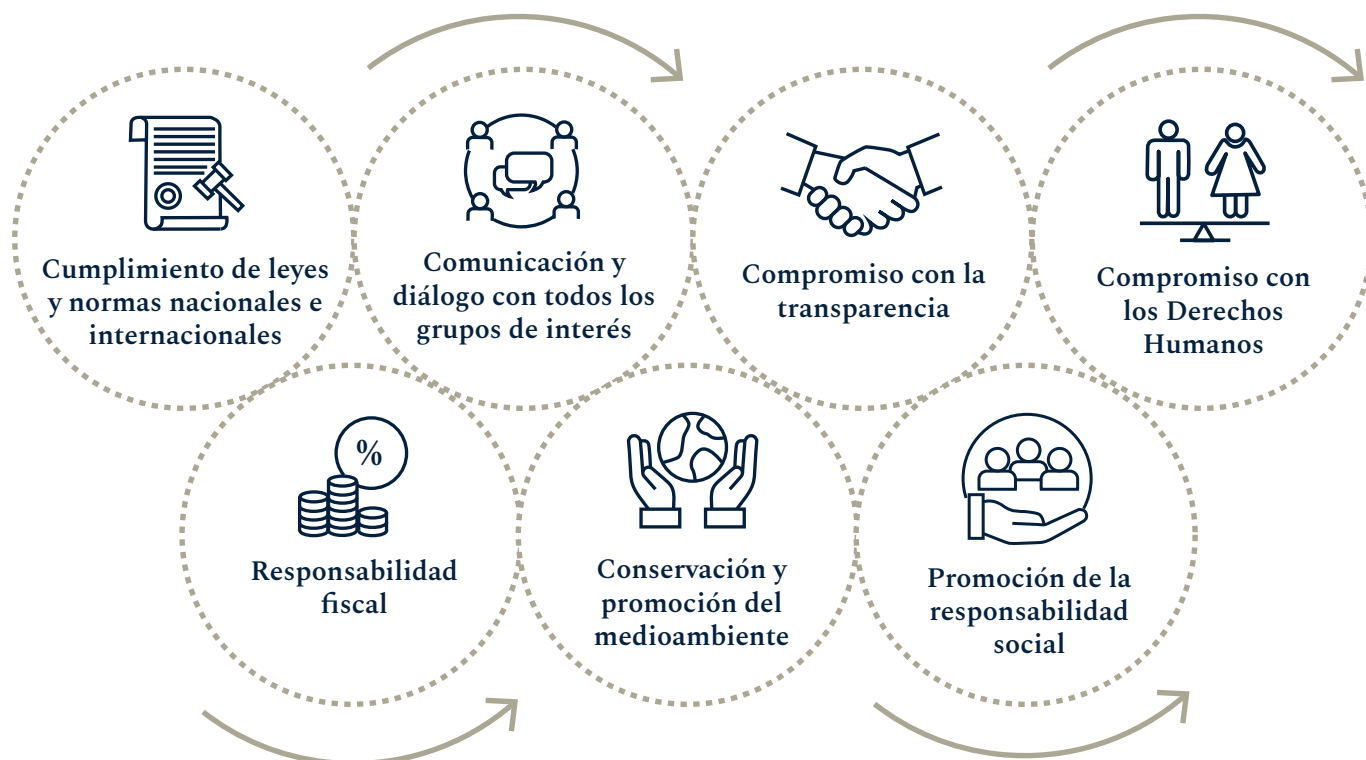 Cumplimiento de leyes
y normas nacionales e
internacionales
Comunicación y
diálogo con todos los
grupos de interés
Compromiso con la
transparencia
Compromiso con
los Derechos
Humanos
%
Responsabilidad
fiscal
Conservación y
promoción del
medioambiente
Promoción de la
responsabilidad
social